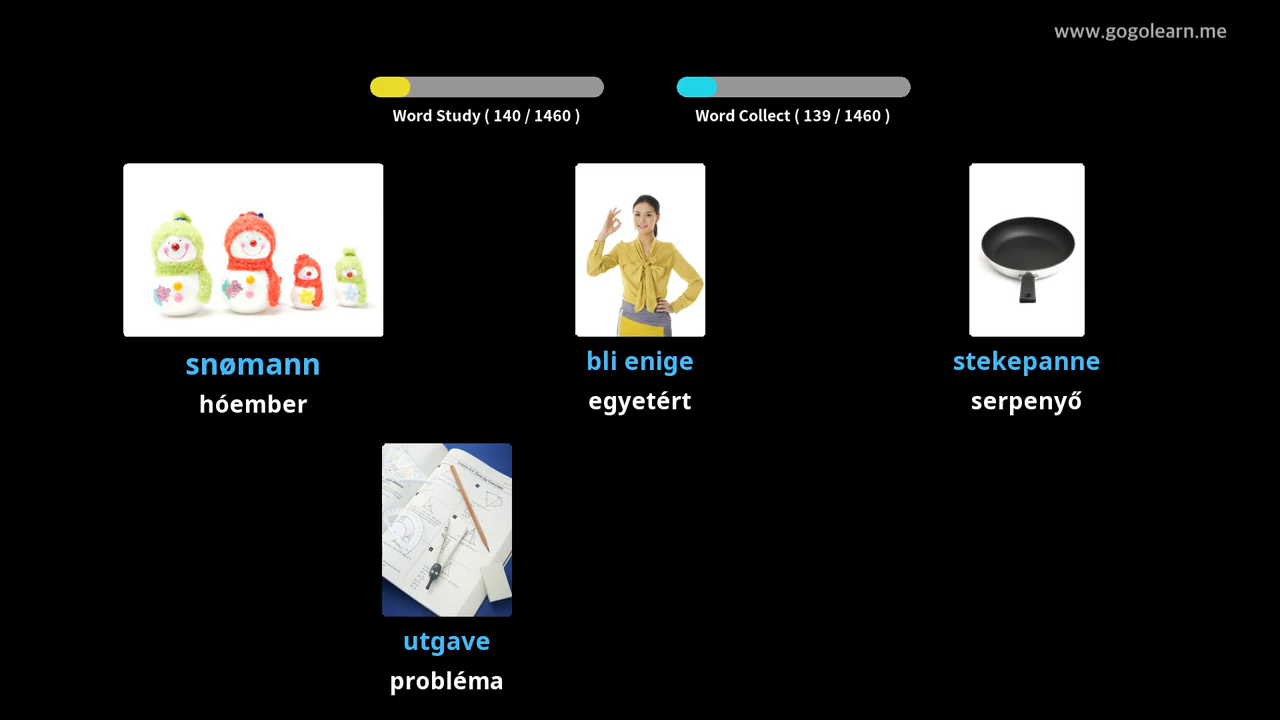 www.gogolearn.me
Word Study ( 140 / 1460 )
Word Collect ( 139 / 1460 )
snømann
hóember
bli enige
egyetért
stekepanne
serpenyő
utgave
probléma